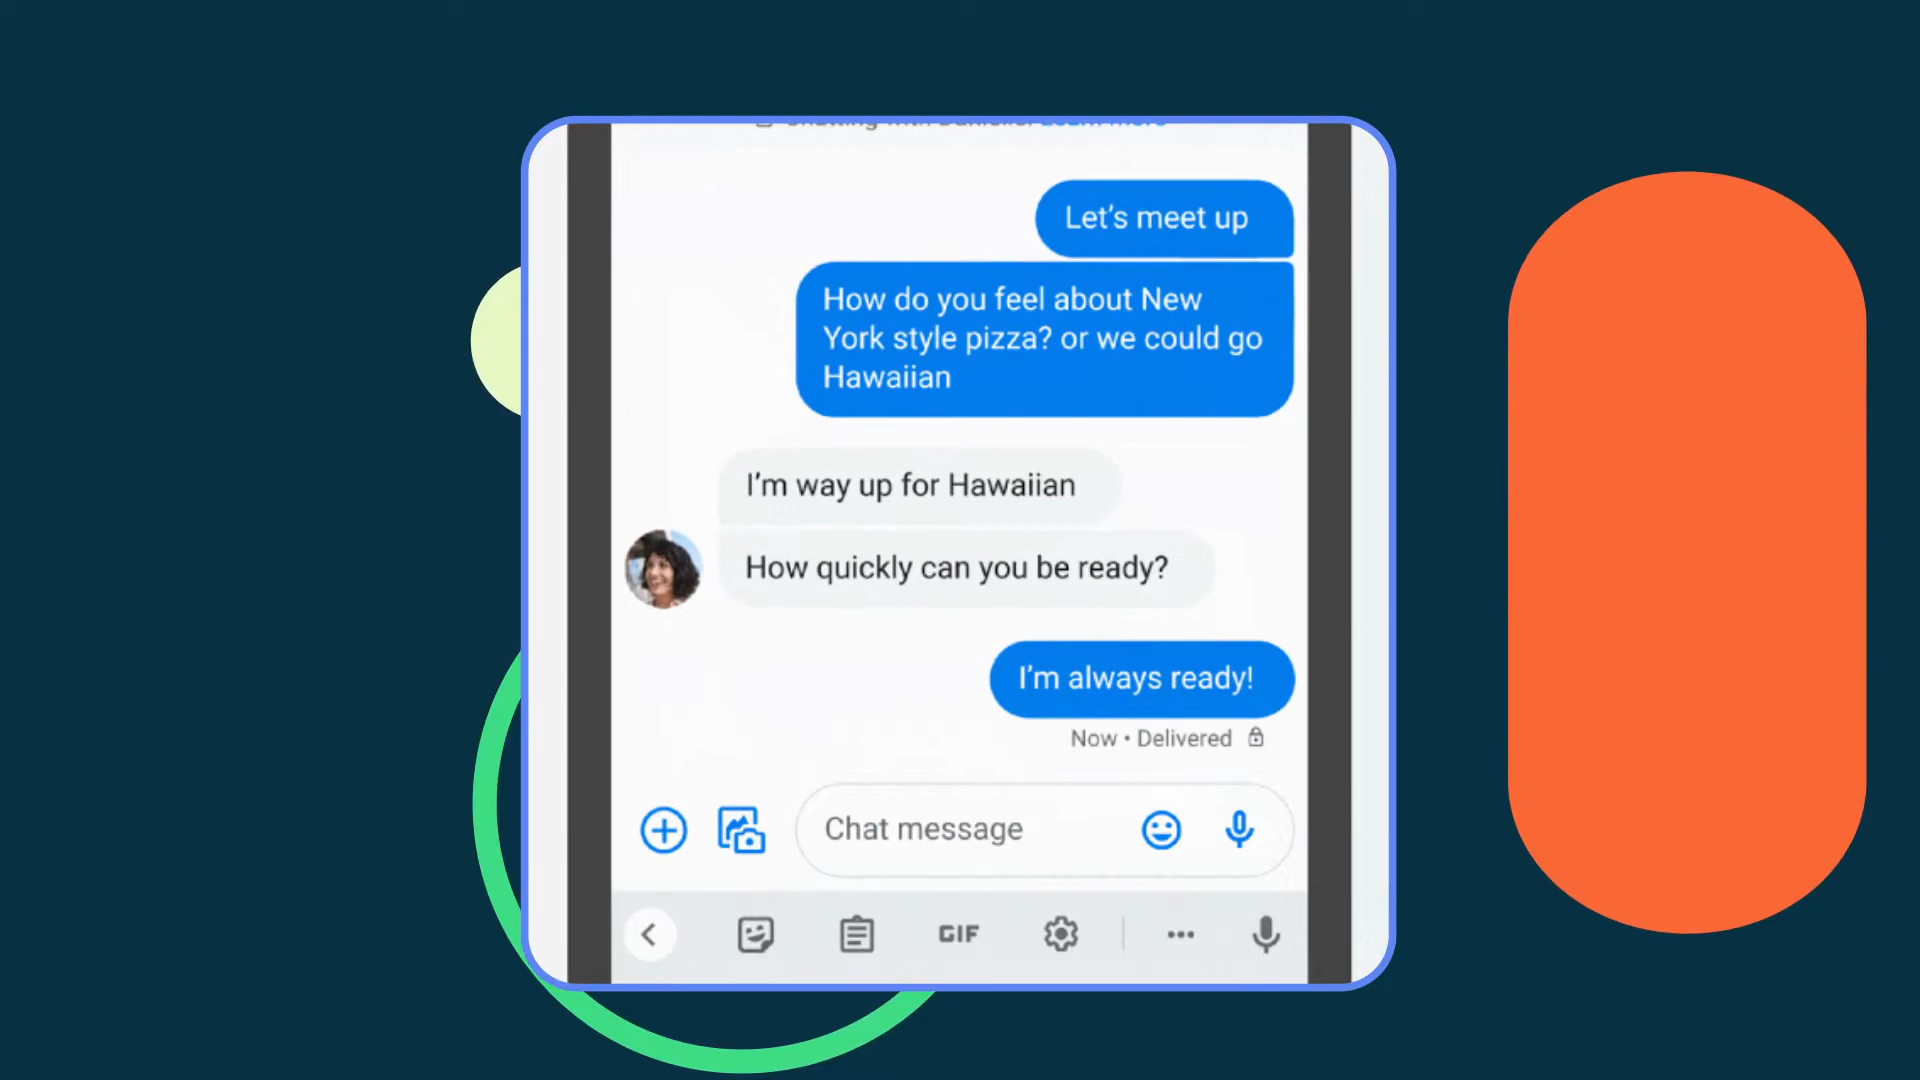 Let's meet up
How do you feel about New
York style pizza? or we could go
Hawaiian
I'm way up for Hawaiian
How quickly can you be ready?
I'm always ready!
Now • Delivered
Chat message
GIF